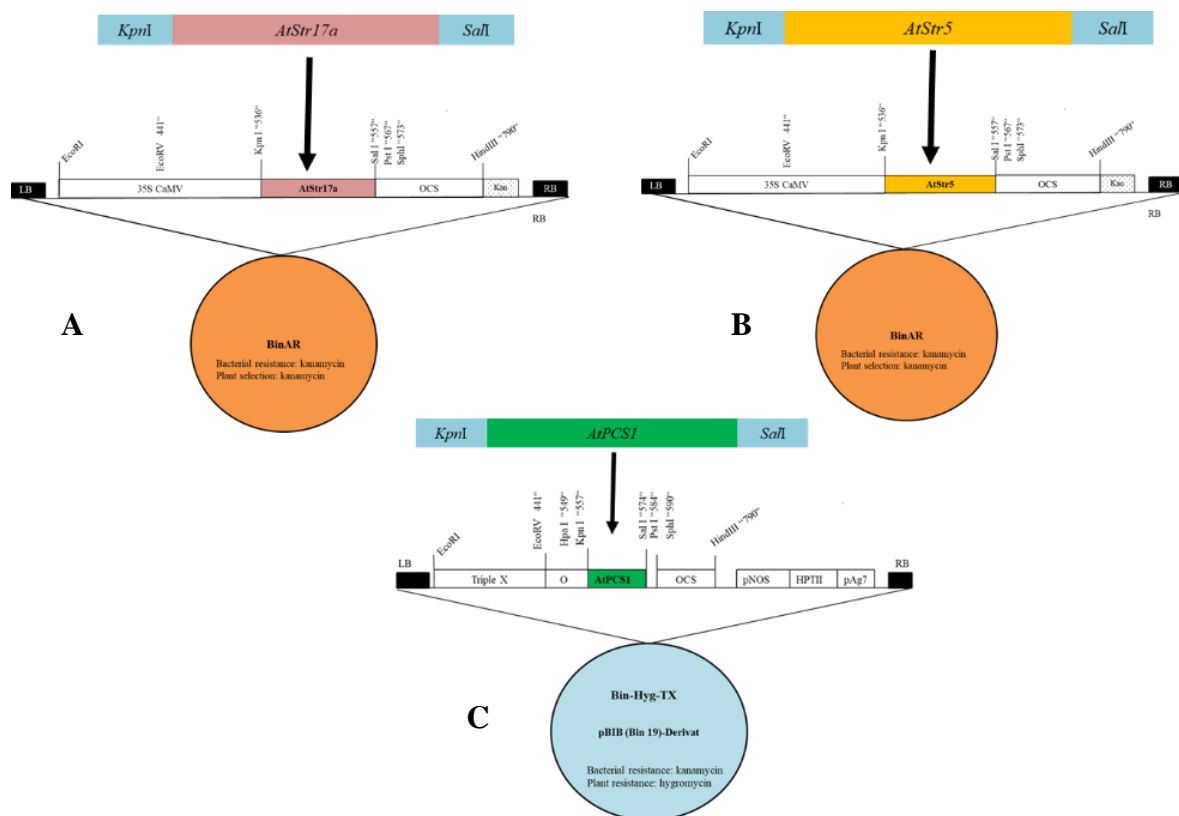 KpnI AtStr17a SalI
EcoRI
EcoRV 441"
Kpn I "536"
Sal I "557"
Pst I "567"
SphI "573"
HindIII "790"
LB 35S CaMV AtStr17a OCS Kan RB
RB
A
BinAR
Bacterial resistance: kanamycin
Plant selection: kanamycin
KpnI AtStr5 SalI
EcoRI
EcoRV 441"
Kpn I "536"
Sal I "557"
Pst I "567"
SphI "573"
HindIII "790"
LB 35S CaMV AtStr5 OCS Kan RB
RB
B
BinAR
Bacterial resistance: kanamycin
Plant selection: kanamycin
KpnI AtPCS1 SalI
EcoRI
EcoRV 441"
Hpa I "549"
Kpn I "557"
Sal I "574"
Pst I "584"
SphI "590"
HindIII "790"
LB RB
Triple X O AtPCS1 OCS pNOS HPTII pAg7
C
Bin-Hyg-TX
pBIB (Bin 19)-Derivat
Bacterial resistance: kanamycin
Plant resistance: hygromycin